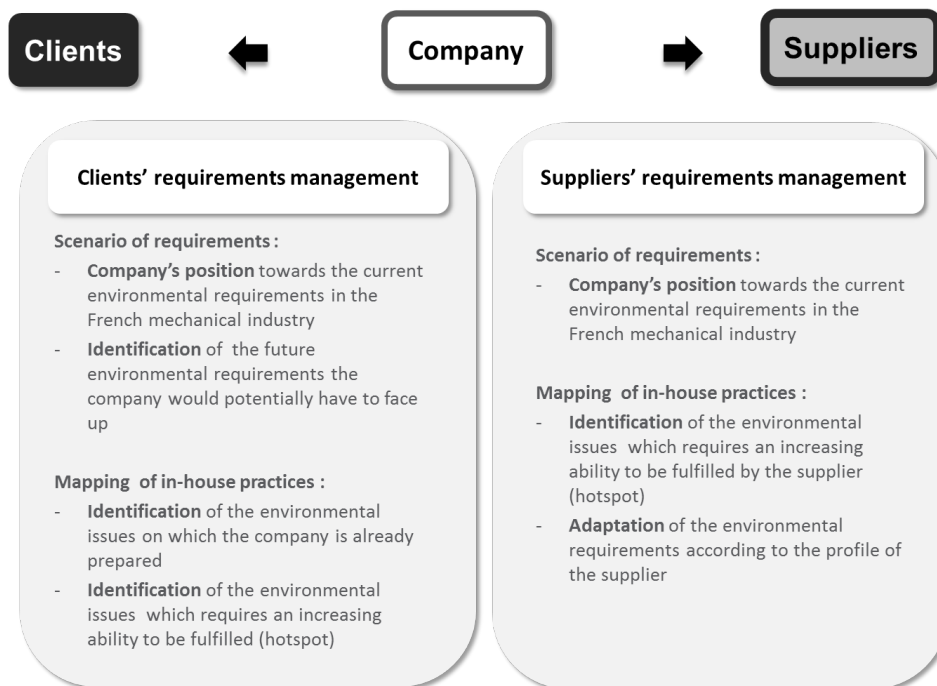 Clients
Company
Suppliers
Clients' requirements management
Scenario of requirements :
- Company's position towards the current
environmental requirements in the
French mechanical industry
- Identification of the future
environmental requirements the
company would potentially have to face
up
Mapping of in-house practices :
- Identification of the environmental
issues on which the company is already
prepared
- Identification of the environmental
issues which requires an increasing
ability to be fulfilled (hotspot)
Suppliers' requirements management
Scenario of requirements :
- Company's position towards the current
environmental requirements in the
French mechanical industry
Mapping of in-house practices :
- Identification of the environmental
issues which requires an increasing
ability to be fulfilled by the supplier
(hotspot)
- Adaptation of the environmental
requirements according to the profile of
the supplier